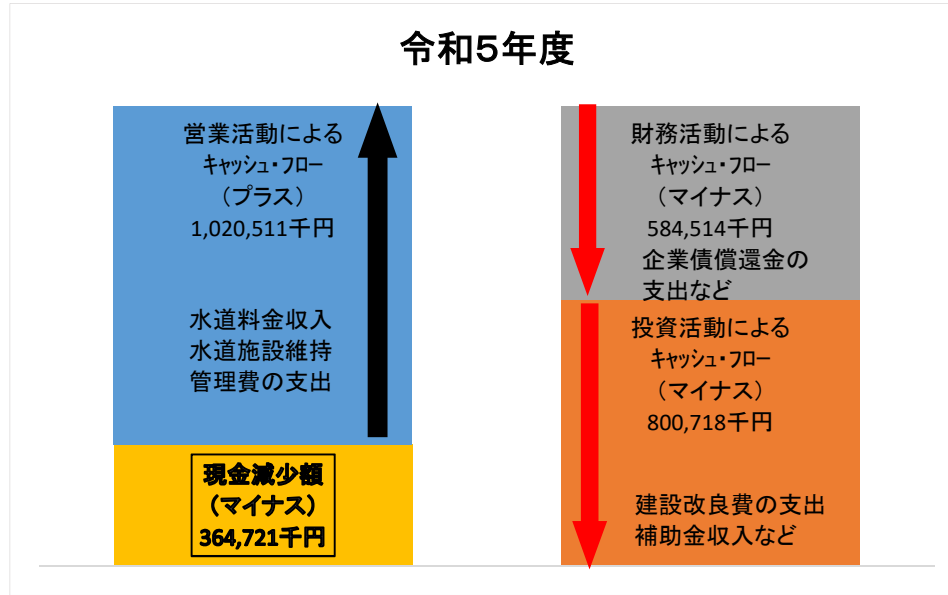 令和5年度
営業活動による
ｷｬｯｼｭ・ﾌﾛｰ
（プラス）
1,020,511千円
水道料金収入
水道施設維持
管理費の支出
現金減少額
（マイナス）
364,721千円
財務活動による
ｷｬｯｼｭ・ﾌﾛｰ
（マイナス）
584,514千円
企業債償還金の
支出など
投資活動による
ｷｬｯｼｭ・ﾌﾛｰ
（マイナス）
800,718千円
建設改良費の支出
補助金収入など